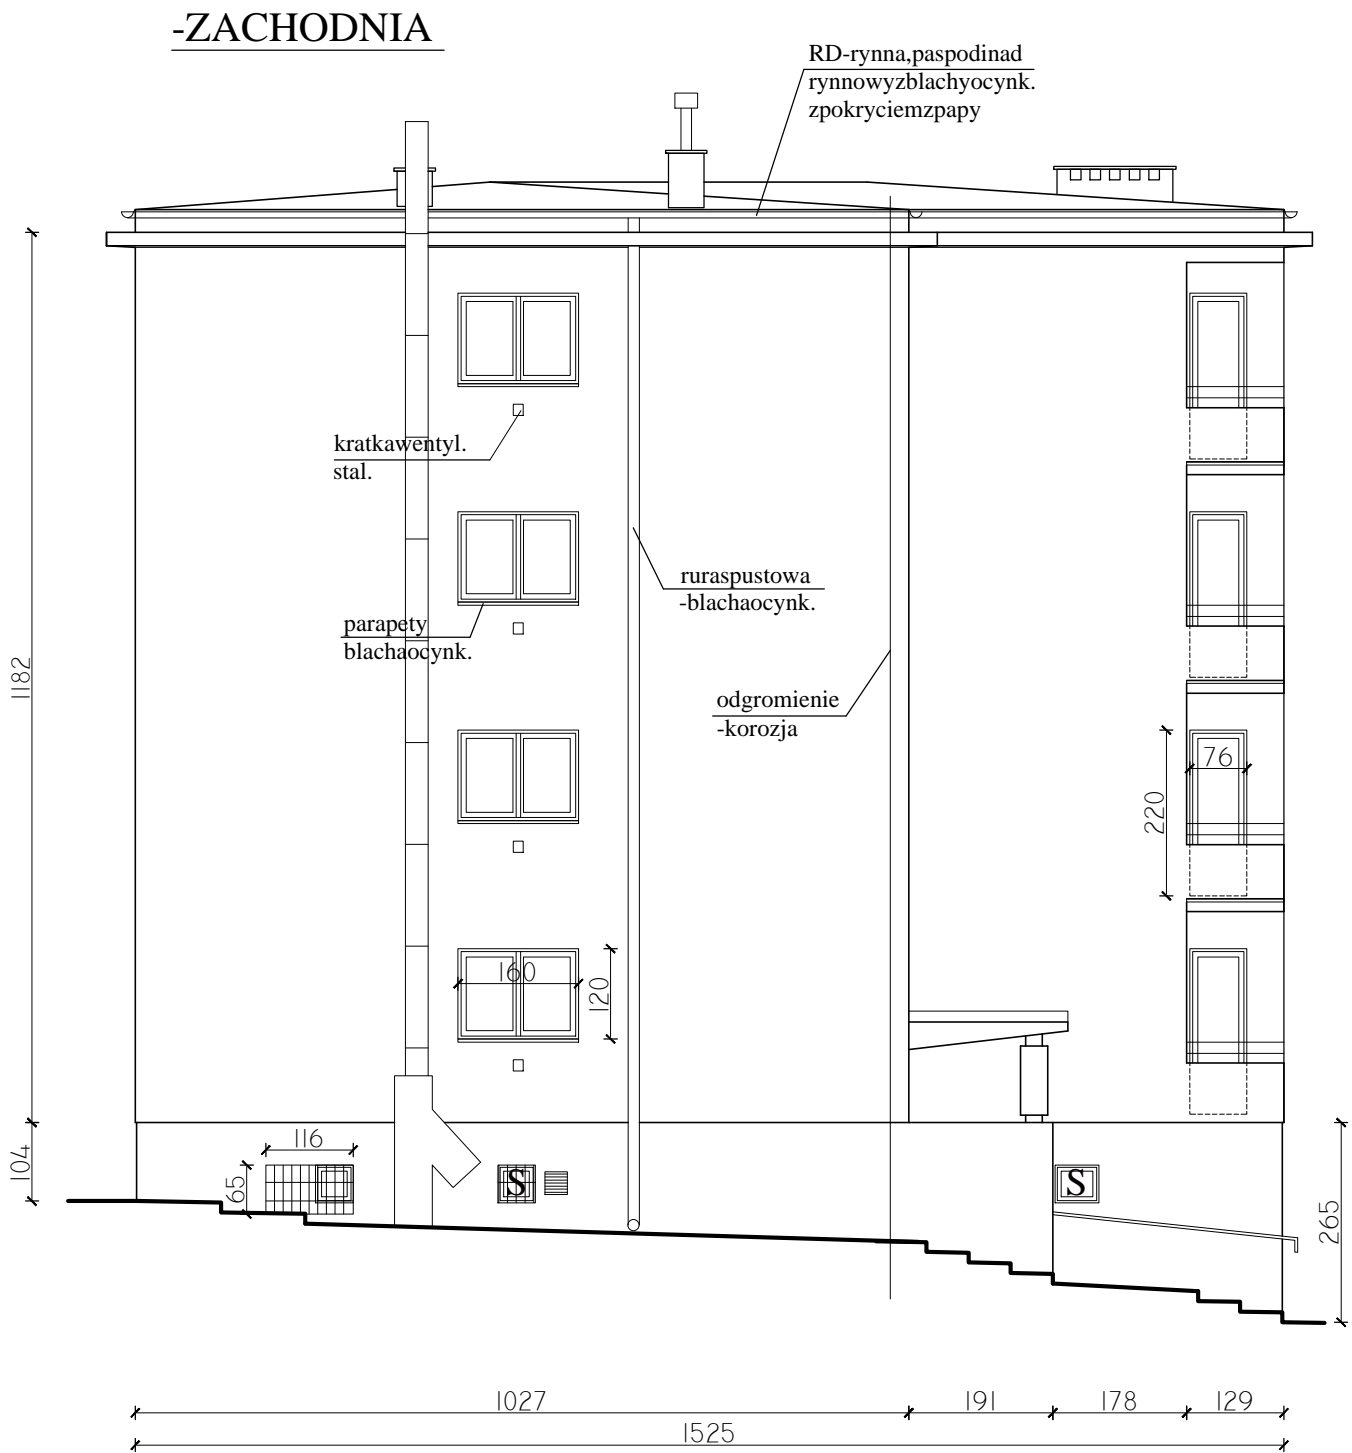 -ZACHODNIA
RD-rynna,paspodinad
rynnowyzblachyocynk.
zpokryciemzpapy
kratkawentyl.
stal.
ruraspustowa
-blachaocynk.
parapety
blachaocynk.
1182
odgromienie
-korozja
76
220
160
120
104
116
65
S
S
265
1027
191
178
129
1525